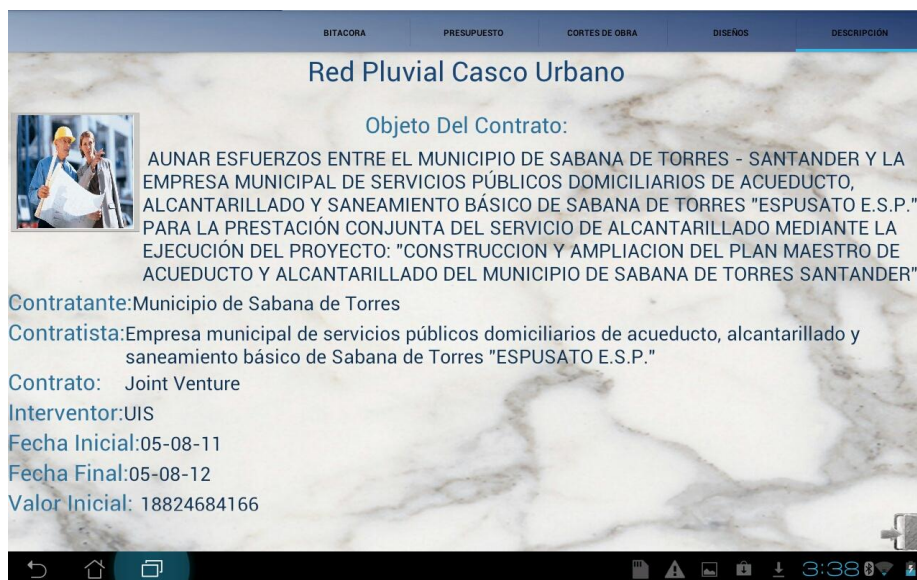 BITACORA PRESUPUESTO CORTES DE OBRA DISEÑOS DESCRIPCIÓN
Red Pluvial Casco Urbano
Objeto Del Contrato:
AUNAR ESFUERZOS ENTRE EL MUNICIPIO DE SABANA DE TORRES - SANTANDER Y LA
EMPRESA MUNICIPAL DE SERVICIOS PÚBLICOS DOMICILIARIOS DE ACUEDUCTO,
ALCANTARILLADO Y SANEAMIENTO BÁSICO DE SABANA DE TORRES "ESPUSATO E.S.P."
PARA LA PRESTACIÓN CONJUNTA DEL SERVICIO DE ALCANTARILLADO MEDIANTE LA
EJECUCIÓN DEL PROYECTO: "CONSTRUCCION Y AMPLIACION DEL PLAN MAESTRO DE
ACUEDUCTO Y ALCANTARILLADO DEL MUNICIPIO DE SABANA DE TORRES SANTANDER"
Contratante:Municipio de Sabana de Torres
Contratista:Empresa municipal de servicios públicos domiciliarios de acueducto, alcantarillado y
saneamiento básico de Sabana de Torres "ESPUSATO E.S.P."
Contrato: Joint Venture
Interventor:UIS
Fecha Inicial:05-08-11
Fecha Final:05-08-12
Valor Inicial: 18824684166
3:38